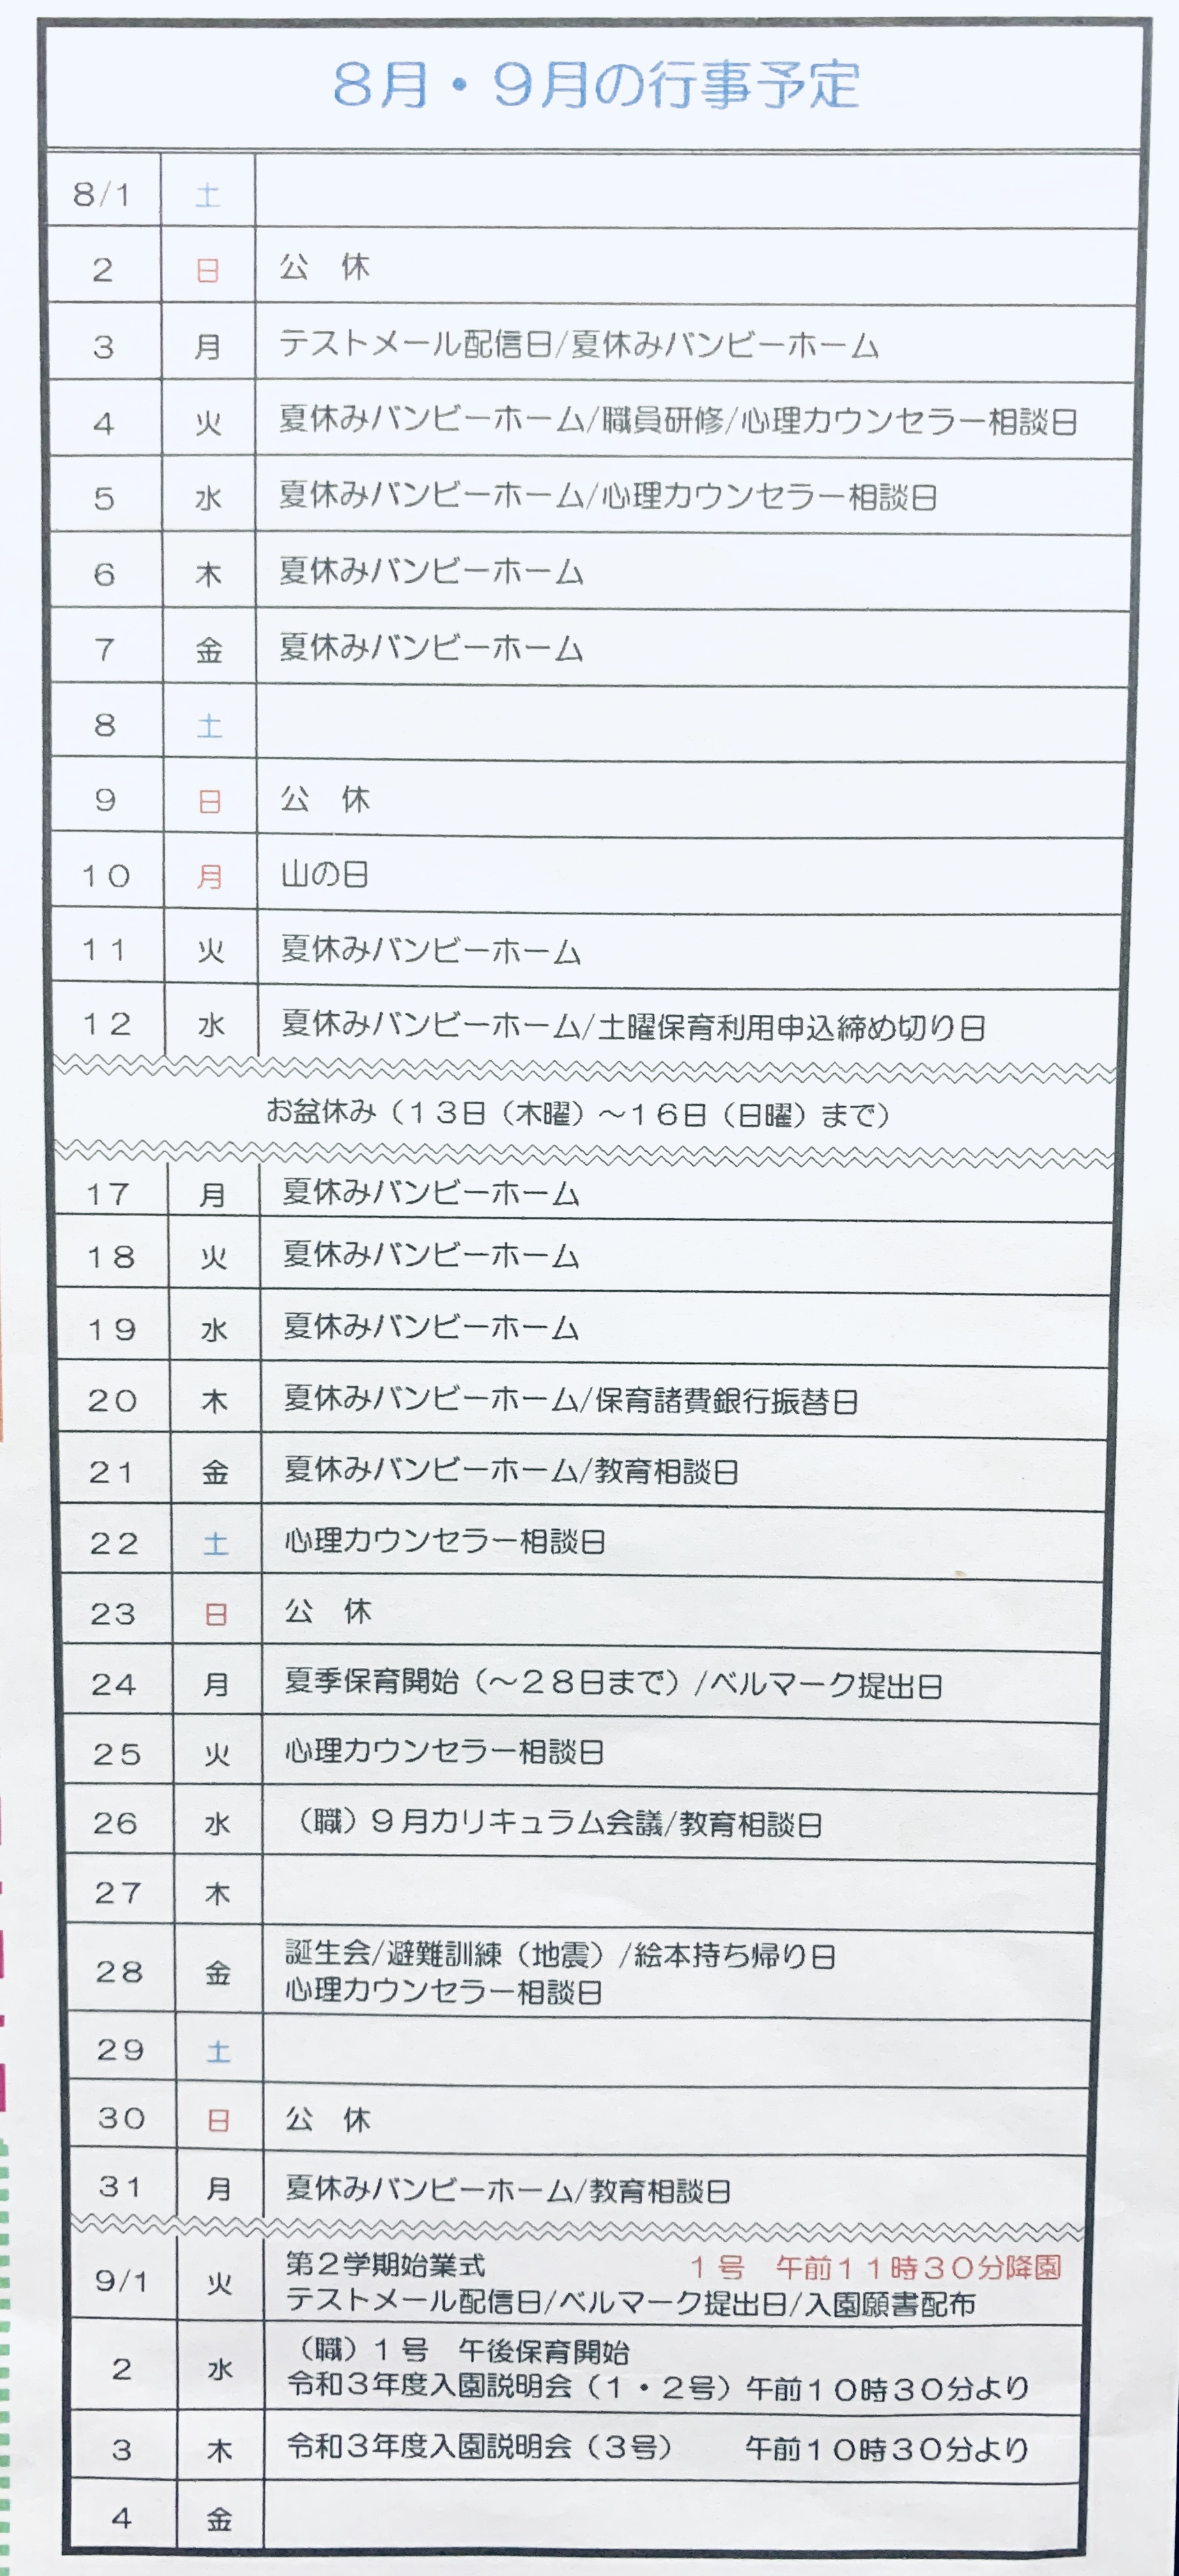 8月・9月の行事予定
8/1 土
2 日 公　休
3 月 テストメール配信日/夏休みバンビーホーム
4 火 夏休みバンビーホーム/職員研修/心理カウンセラー相談日
5 水 夏休みバンビーホーム/心理カウンセラー相談日
6 木 夏休みバンビーホーム
7 金 夏休みバンビーホーム
8 土
9 日 公　休
10 月 山の日
11 火 夏休みバンビーホーム
12 水 夏休みバンビーホーム/土曜保育利用申込締め切り日
お盆休み（13日（木曜）～16日（日曜）まで）
17 月 夏休みバンビーホーム
18 火 夏休みバンビーホーム
19 水 夏休みバンビーホーム
20 木 夏休みバンビーホーム/保育諸費銀行振替日
21 金 夏休みバンビーホーム/教育相談日
22 土 心理カウンセラー相談日
23 日 公　休
24 月 夏季保育開始（～28日まで）/ベルマーク提出日
25 火 心理カウンセラー相談日
26 水 （職）9月カリキュラム会議/教育相談日
27 木
28 金 誕生会/避難訓練（地震）/絵本持ち帰り日
心理カウンセラー相談日
29 土
30 日 公　休
31 月 夏休みバンビーホーム/教育相談日
9/1 火 第2学期始業式　1号　午前11時30分降園
テストメール配信日/ベルマーク提出日/入園願書配布
2 水 （職）1号　午後保育開始
令和3年度入園説明会（1・2号）午前10時30分より
3 木 令和3年度入園説明会（3号）　午前10時30分より
4 金